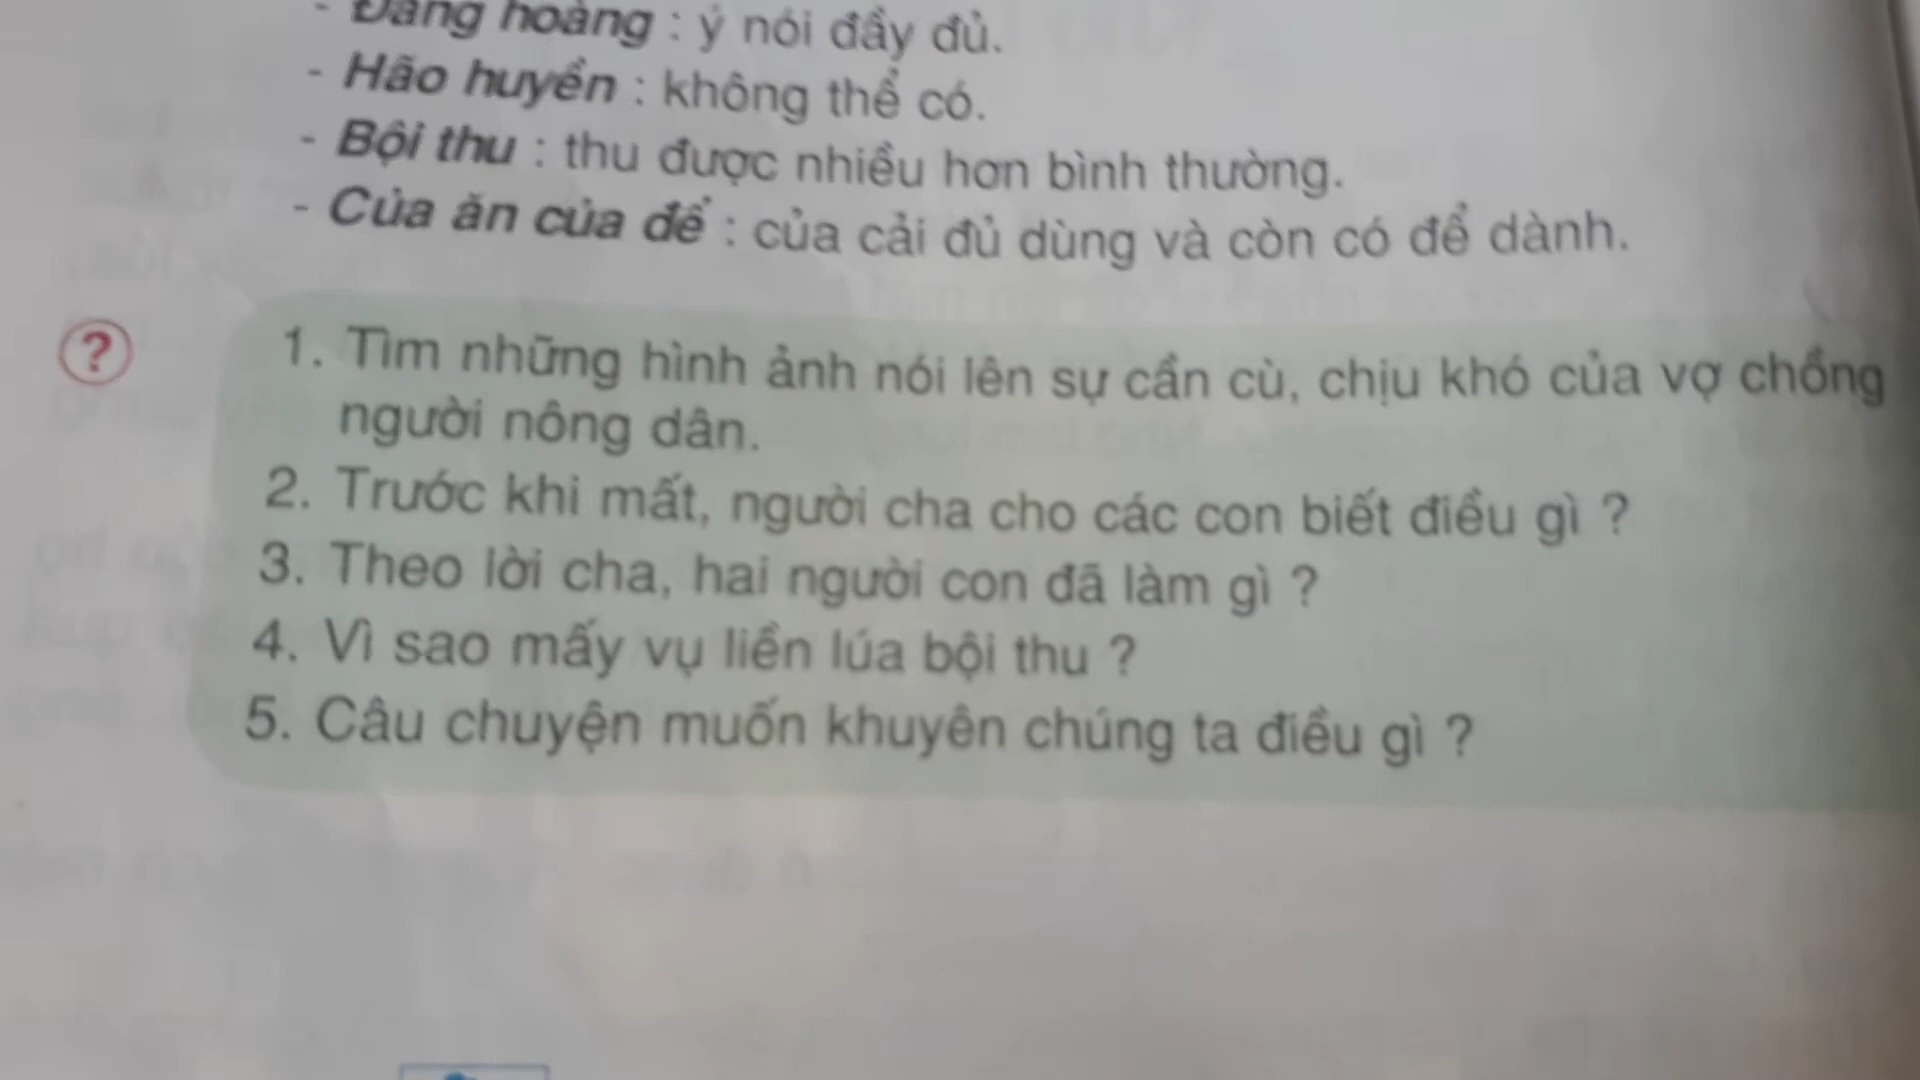 - Đàng hoàng : ý nói đầy đủ.
- Hão huyền : không thể có.
- Bội thu : thu được nhiều hơn bình thường.
- Của ăn của để : của cải đủ dùng và còn có để dành.
?
1. Tìm những hình ảnh nói lên sự cần cù, chịu khó của vợ chồng
người nông dân.
2. Trước khi mất, người cha cho các con biết điều gì ?
3. Theo lời cha, hai người con đã làm gì ?
4. Vì sao mấy vụ liền lúa bội thu ?
5. Câu chuyện muốn khuyên chúng ta điều gì ?